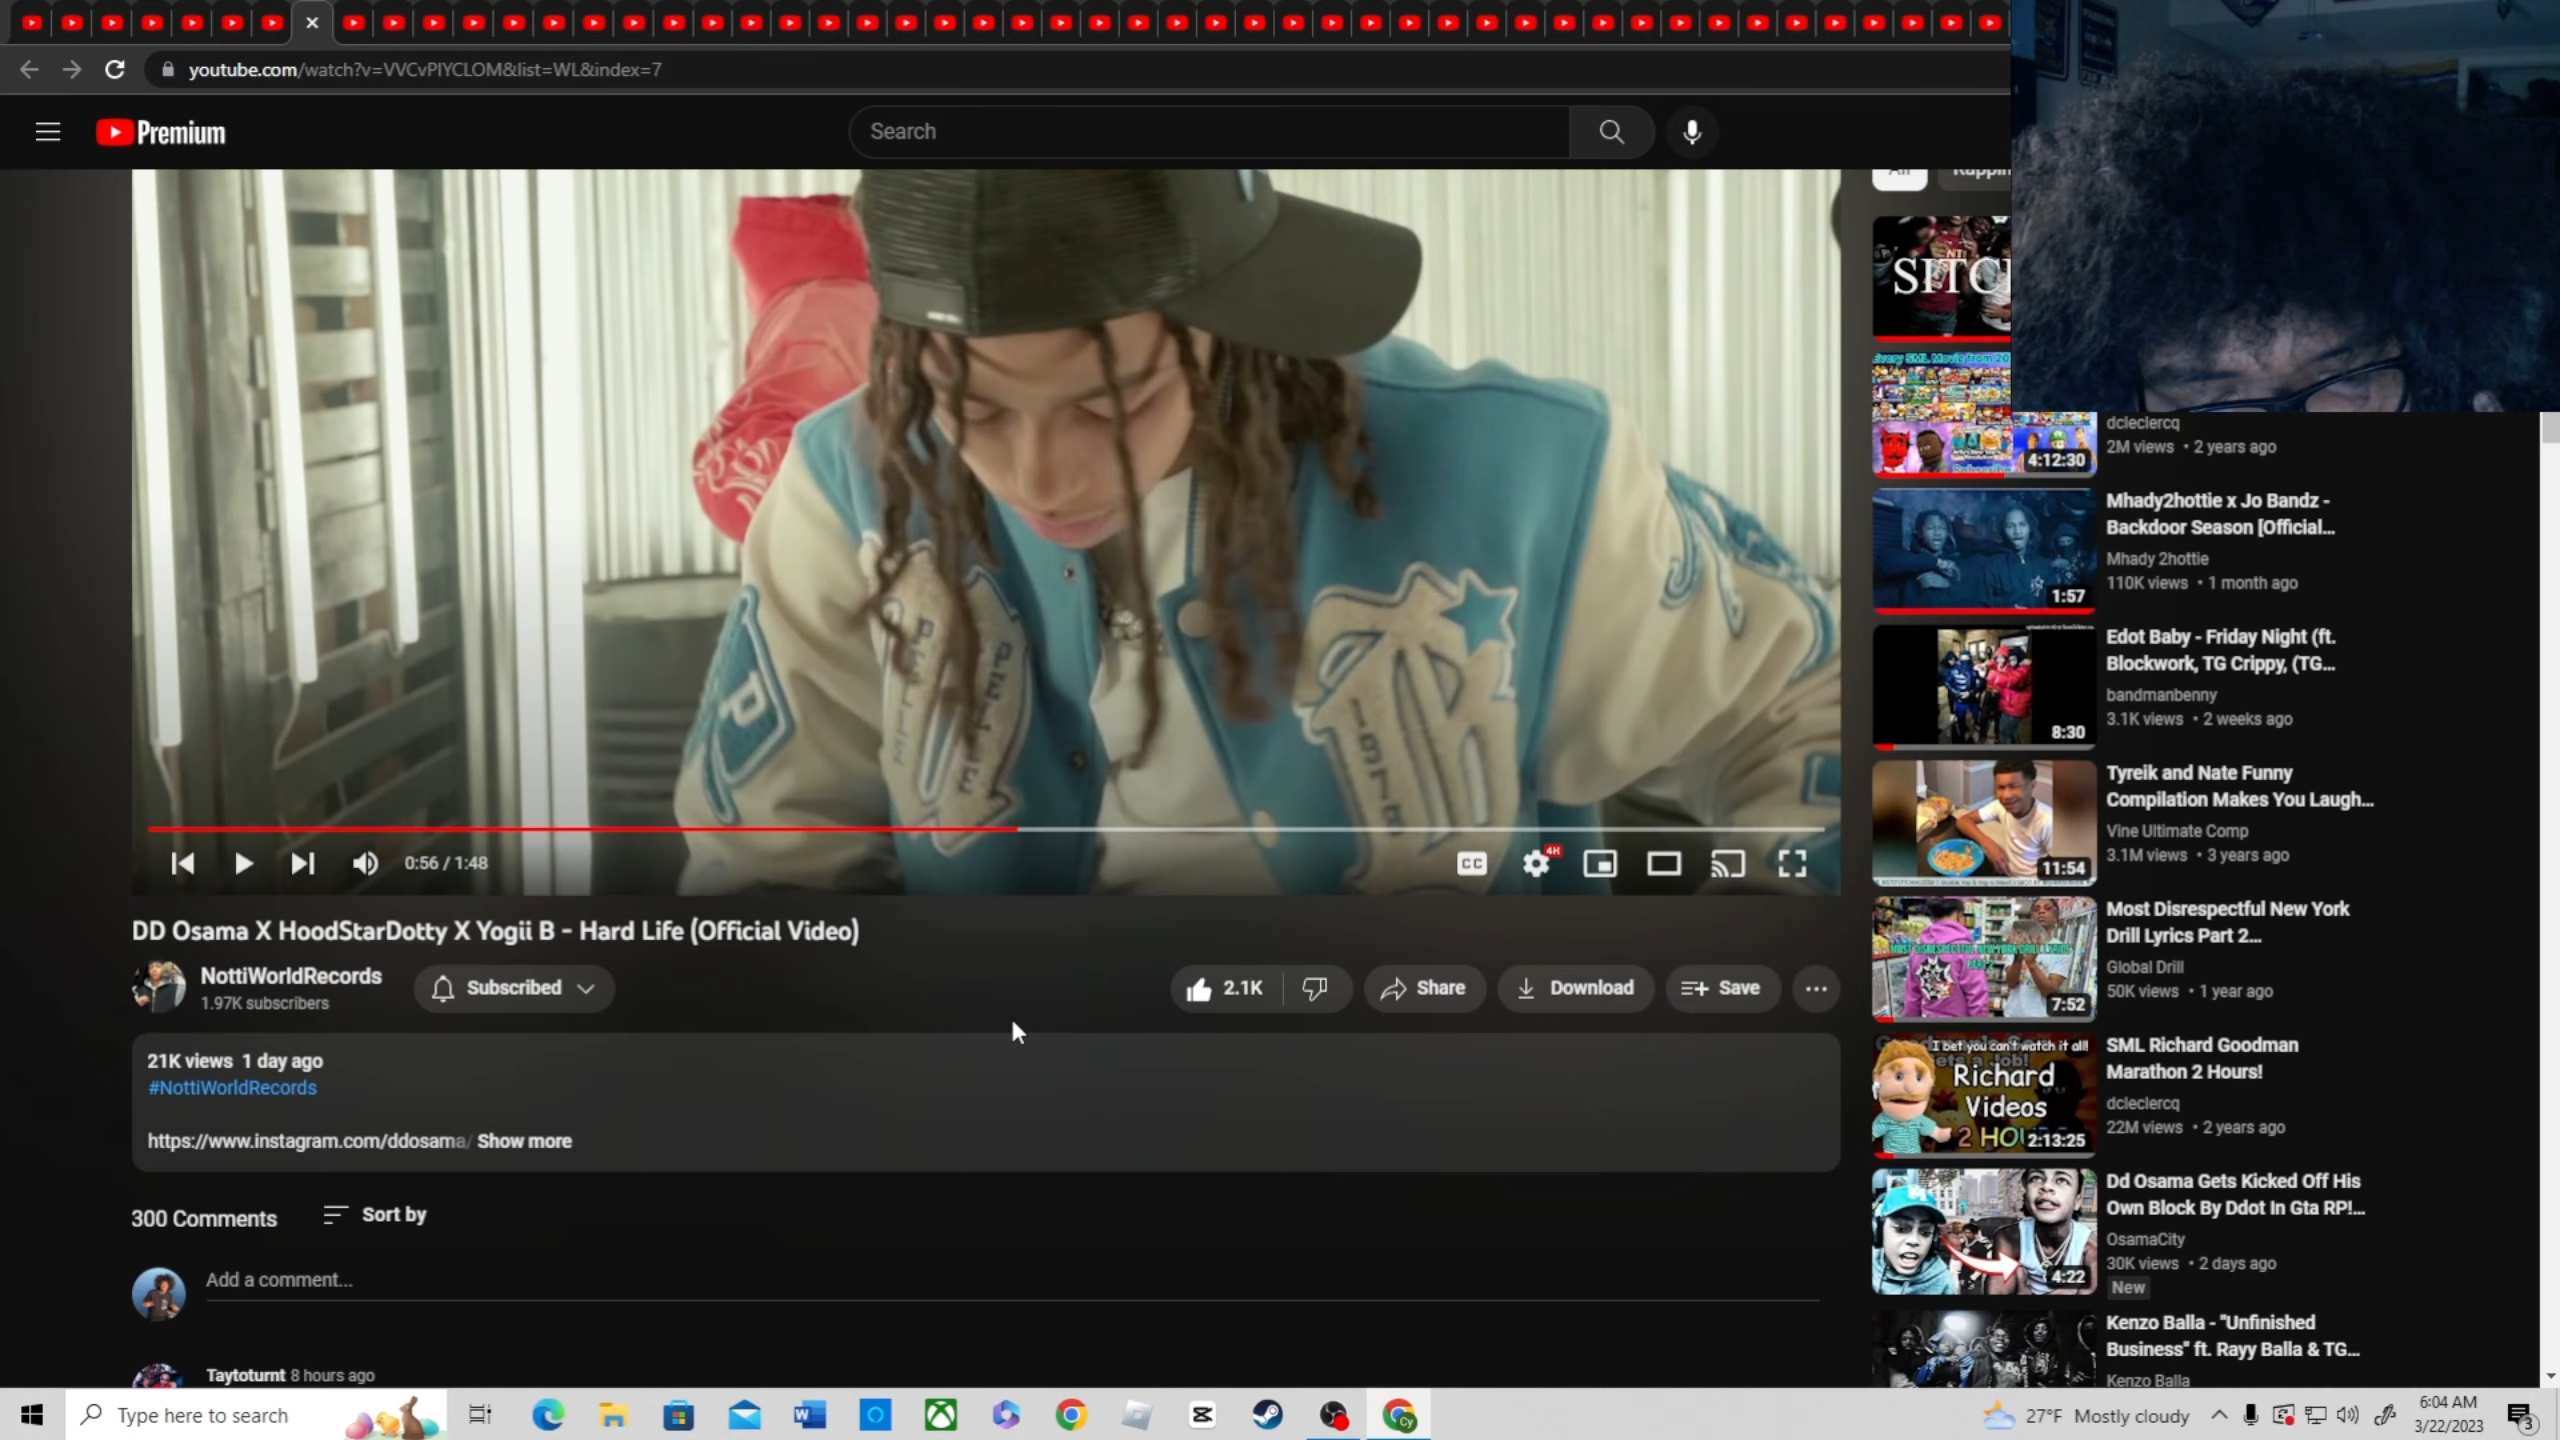 youtube.com/watch?v=VVCvPIYCLOM&list=WL&index=7
Premium
Search
0:56 / 1:48
CC
4K
DD Osama X HoodStarDotty X Yogii B - Hard Life (Official Video)
NottiWorldRecords
1.97K subscribers
Subscribed
2.1K
Share
Download
Save
21K views 1 day ago
#NottiWorldRecords
https://www.instagram.com/ddosama/ Show more
300 Comments
Sort by
Add a comment...
Taytoturnt 8 hours ago
All
SITC
4:12:30
dcleclercq
2M views • 2 years ago
1:57
Mhady2hottie x Jo Bandz -
Backdoor Season [Official...
Mhady 2hottie
110K views • 1 month ago
8:30
Edot Baby - Friday Night (ft.
Blockwork, TG Crippy, (TG...
bandmanbenny
3.1K views • 2 weeks ago
11:54
Tyreik and Nate Funny
Compilation Makes You Laugh...
Vine Ultimate Comp
3.1M views • 3 years ago
7:52
Most Disrespectful New York
Drill Lyrics Part 2...
Global Drill
50K views • 1 year ago
I bet you can't watch it all!
Richard
Videos
2 HOU
2:13:25
SML Richard Goodman
Marathon 2 Hours!
dcleclercq
22M views • 2 years ago
4:22
Dd Osama Gets Kicked Off His
Own Block By Ddot In Gta RP!...
OsamaCity
30K views • 2 days ago
New
Kenzo Balla - "Unfinished
Business" ft. Rayy Balla & TG...
Kenzo Balla
Type here to search
Cy
27°F Mostly cloudy
6:04 AM
3/22/2023
3